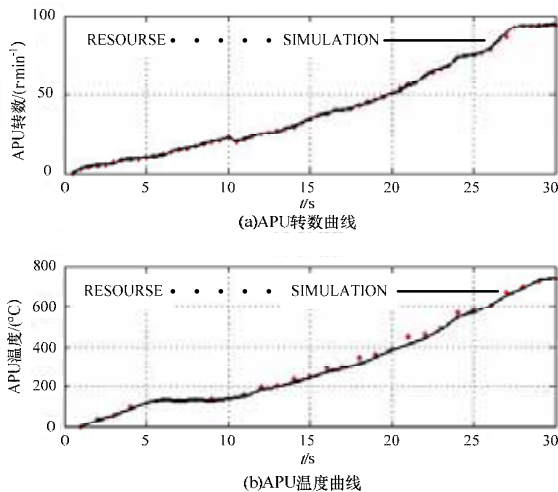 100
RESOURSE SIMULATION
APU转数/(r·min⁻¹)
50
0
5 10 15 20 25 30
t/s
(a)APU转数曲线
800
RESOURSE SIMULATION
600
APU温度/(°C)
400
200
0
0 5 10 15 20 25 30
t/s
(b)APU温度曲线